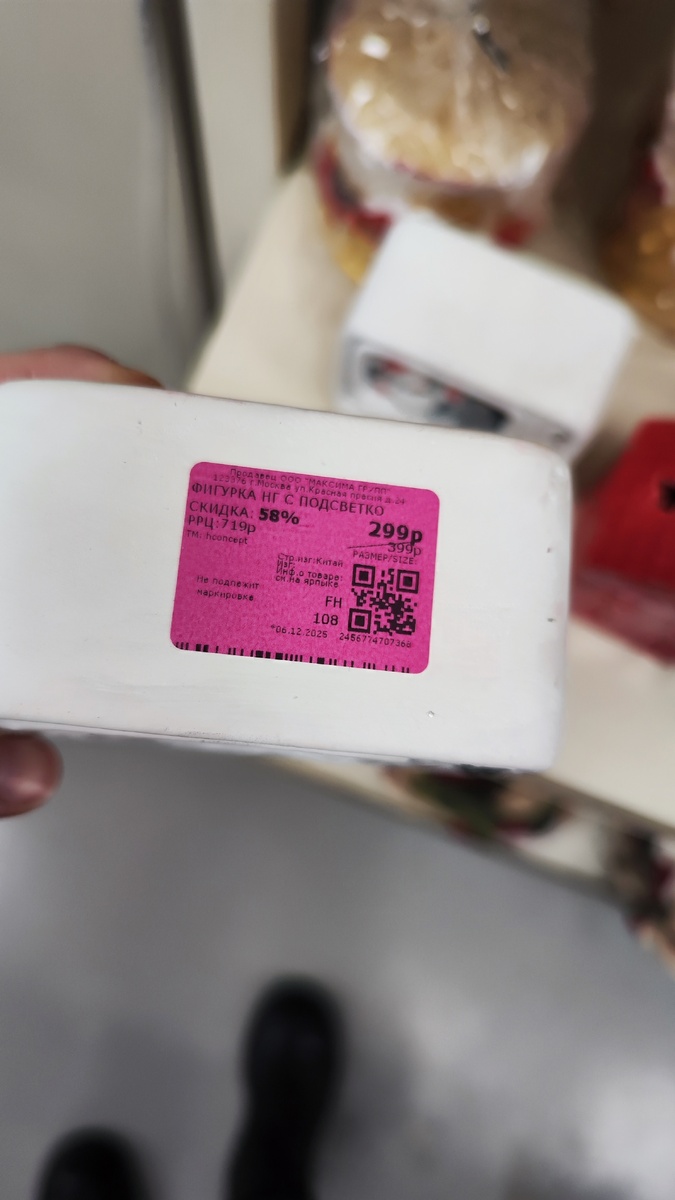 Продавец ООО "МАКСИМА ГРУПП"
123376 г.Москва ул.Красная пресня д.24
ФИГУРКА НГ С ПОДСВЕТКО
СКИДКА: 58%
299р
РРЦ:719р
399р
ТМ: hconcept
РАЗМЕР/SIZE:
Стр.изг:Китай
Изг:
Инф.о товаре:
см.на ярлыке
Не подлежит
маркировке
FH
108
*06.12.2025 2456774707368